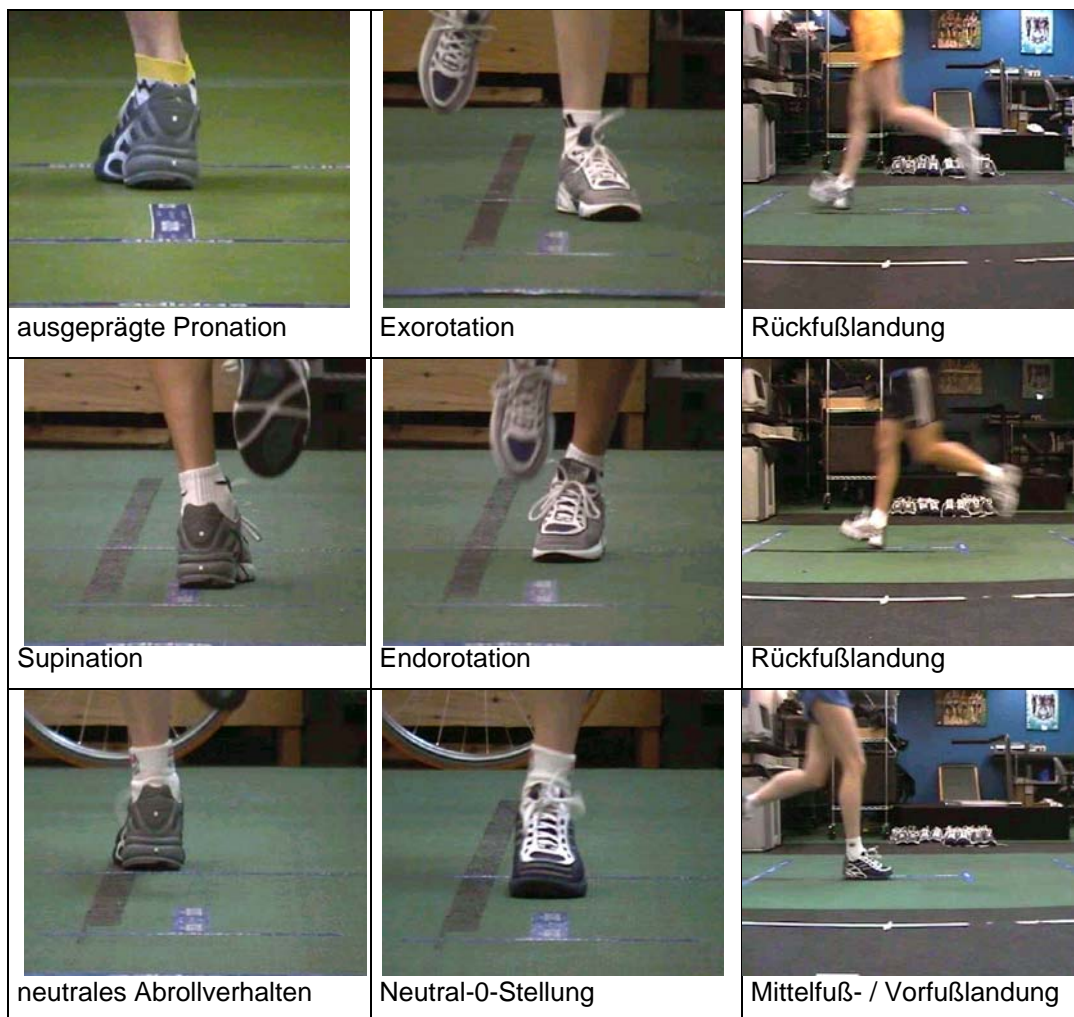 ausgeprägte Pronation
Exorotation
Rückfußlandung
Supination
Endorotation
Rückfußlandung
neutrales Abrollverhalten
Neutral-0-Stellung
Mittelfuß- / Vorfußlandung